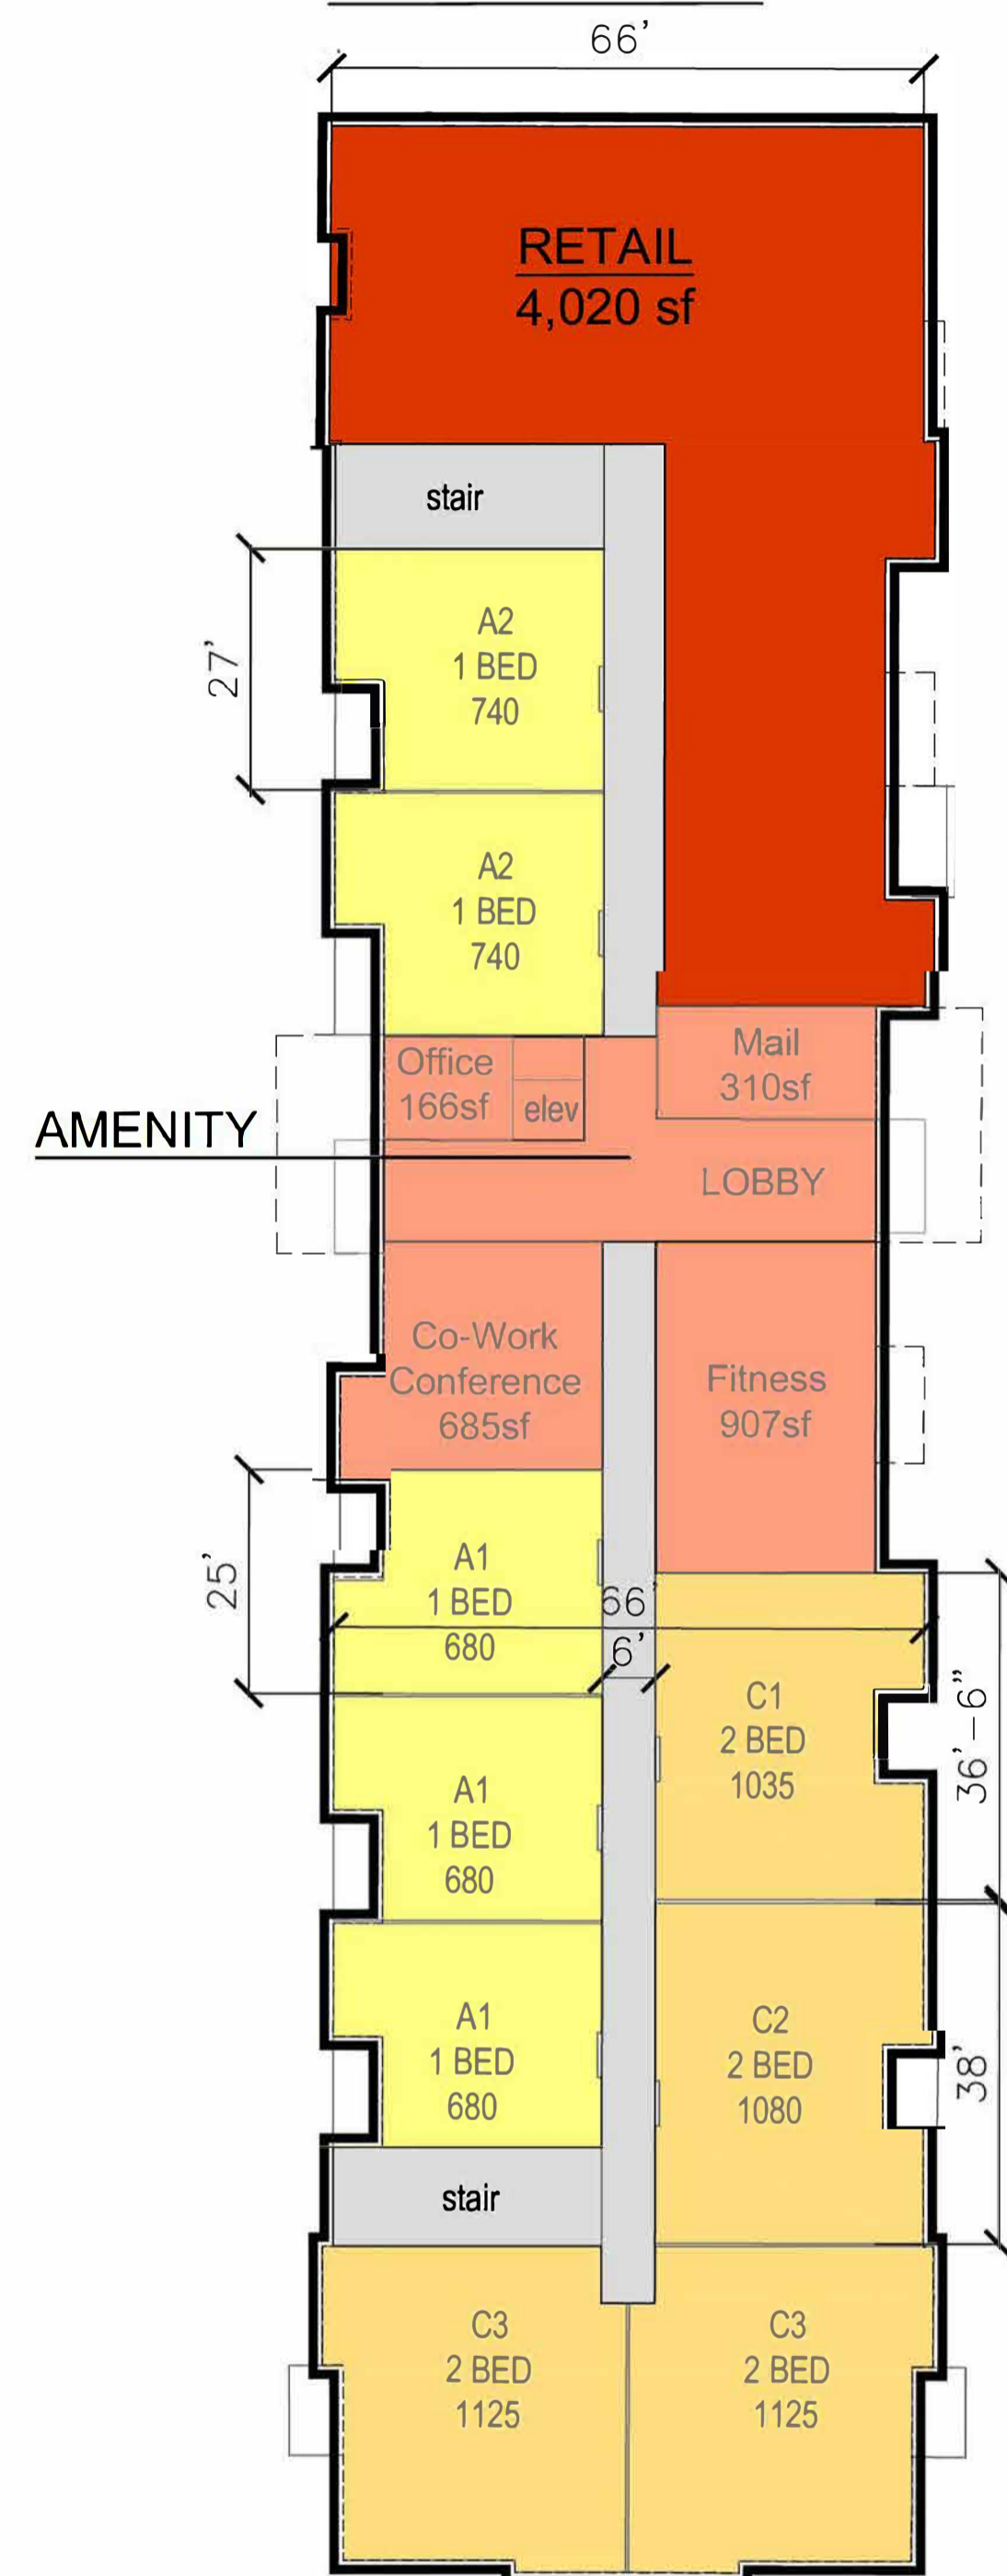 66'
RETAIL
4,020 sf
stair
27'
A2
1 BED
740
A2
1 BED
740
Office
166sf
elev
Mail
310sf
AMENITY
LOBBY
Co-Work
Conference
685sf
Fitness
907sf
25'
A1
1 BED
680
66'
6'
C1
2 BED
1035
36'-6"
A1
1 BED
680
A1
1 BED
680
C2
2 BED
1080
38'
stair
C3
2 BED
1125
C3
2 BED
1125